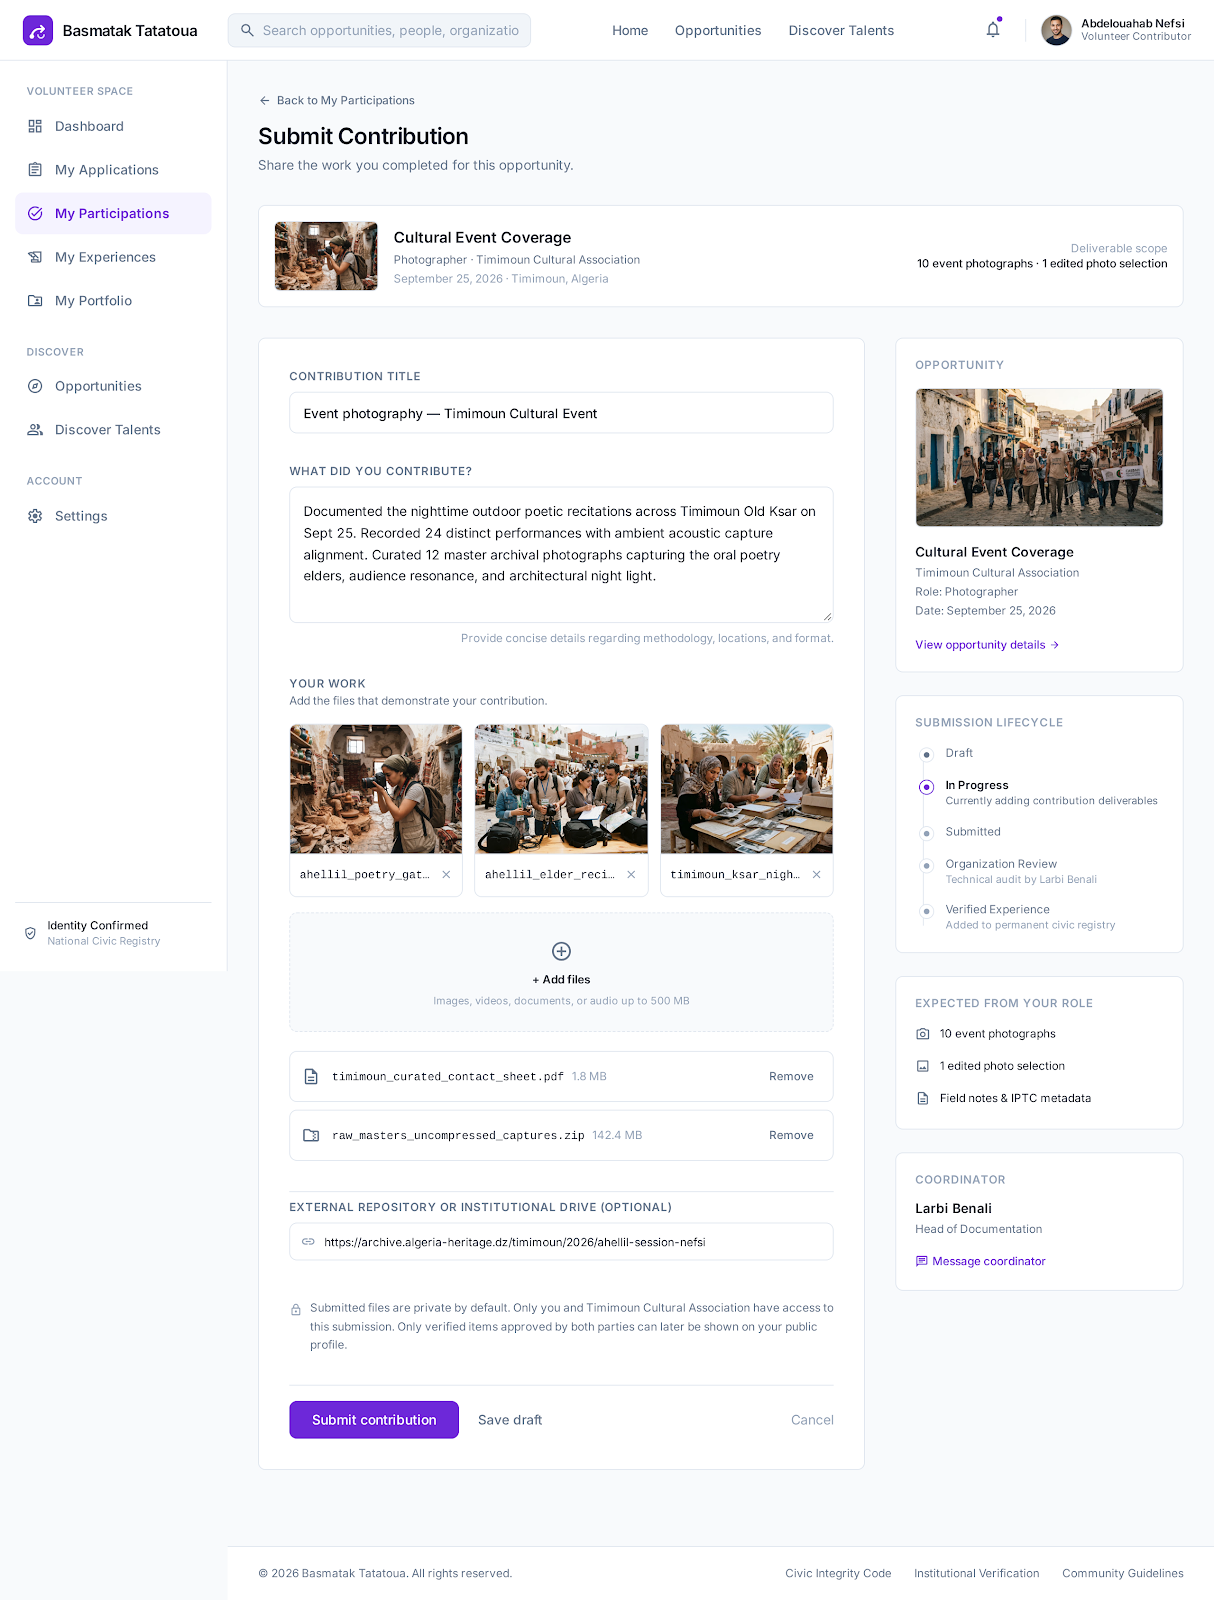 Basmatak Tatatoua
Search opportunities, people, organizatio
Home
Opportunities
Discover Talents
Abdelouahab Nefsi
Volunteer Contributor
VOLUNTEER SPACE
Dashboard
My Applications
My Participations
My Experiences
My Portfolio
DISCOVER
Opportunities
Discover Talents
ACCOUNT
Settings
Identity Confirmed
National Civic Registry
Back to My Participations
Submit Contribution
Share the work you completed for this opportunity.
Cultural Event Coverage
Photographer · Timimoun Cultural Association
September 25, 2026 · Timimoun, Algeria
Deliverable scope
10 event photographs · 1 edited photo selection
CONTRIBUTION TITLE
Event photography — Timimoun Cultural Event
WHAT DID YOU CONTRIBUTE?
Documented the nighttime outdoor poetic recitations across Timimoun Old Ksar on
Sept 25. Recorded 24 distinct performances with ambient acoustic capture
alignment. Curated 12 master archival photographs capturing the oral poetry
elders, audience resonance, and architectural night light.
Provide concise details regarding methodology, locations, and format.
YOUR WORK
Add the files that demonstrate your contribution.
ahellil_poetry_gat…
ahellil_elder_reci…
timimoun_ksar_nigh…
+ Add files
Images, videos, documents, or audio up to 500 MB
timimoun_curated_contact_sheet.pdf 1.8 MB
Remove
raw_masters_uncompressed_captures.zip 142.4 MB
Remove
EXTERNAL REPOSITORY OR INSTITUTIONAL DRIVE (OPTIONAL)
https://archive.algeria-heritage.dz/timimoun/2026/ahellil-session-nefsi
Submitted files are private by default. Only you and Timimoun Cultural Association have access to
this submission. Only verified items approved by both parties can later be shown on your public
profile.
Submit contribution
Save draft
Cancel
OPPORTUNITY
Cultural Event Coverage
Timimoun Cultural Association
Role: Photographer
Date: September 25, 2026
View opportunity details →
SUBMISSION LIFECYCLE
Draft
In Progress
Currently adding contribution deliverables
Submitted
Organization Review
Technical audit by Larbi Benali
Verified Experience
Added to permanent civic registry
EXPECTED FROM YOUR ROLE
10 event photographs
1 edited photo selection
Field notes & IPTC metadata
COORDINATOR
Larbi Benali
Head of Documentation
Message coordinator
© 2026 Basmatak Tatatoua. All rights reserved.
Civic Integrity Code
Institutional Verification
Community Guidelines